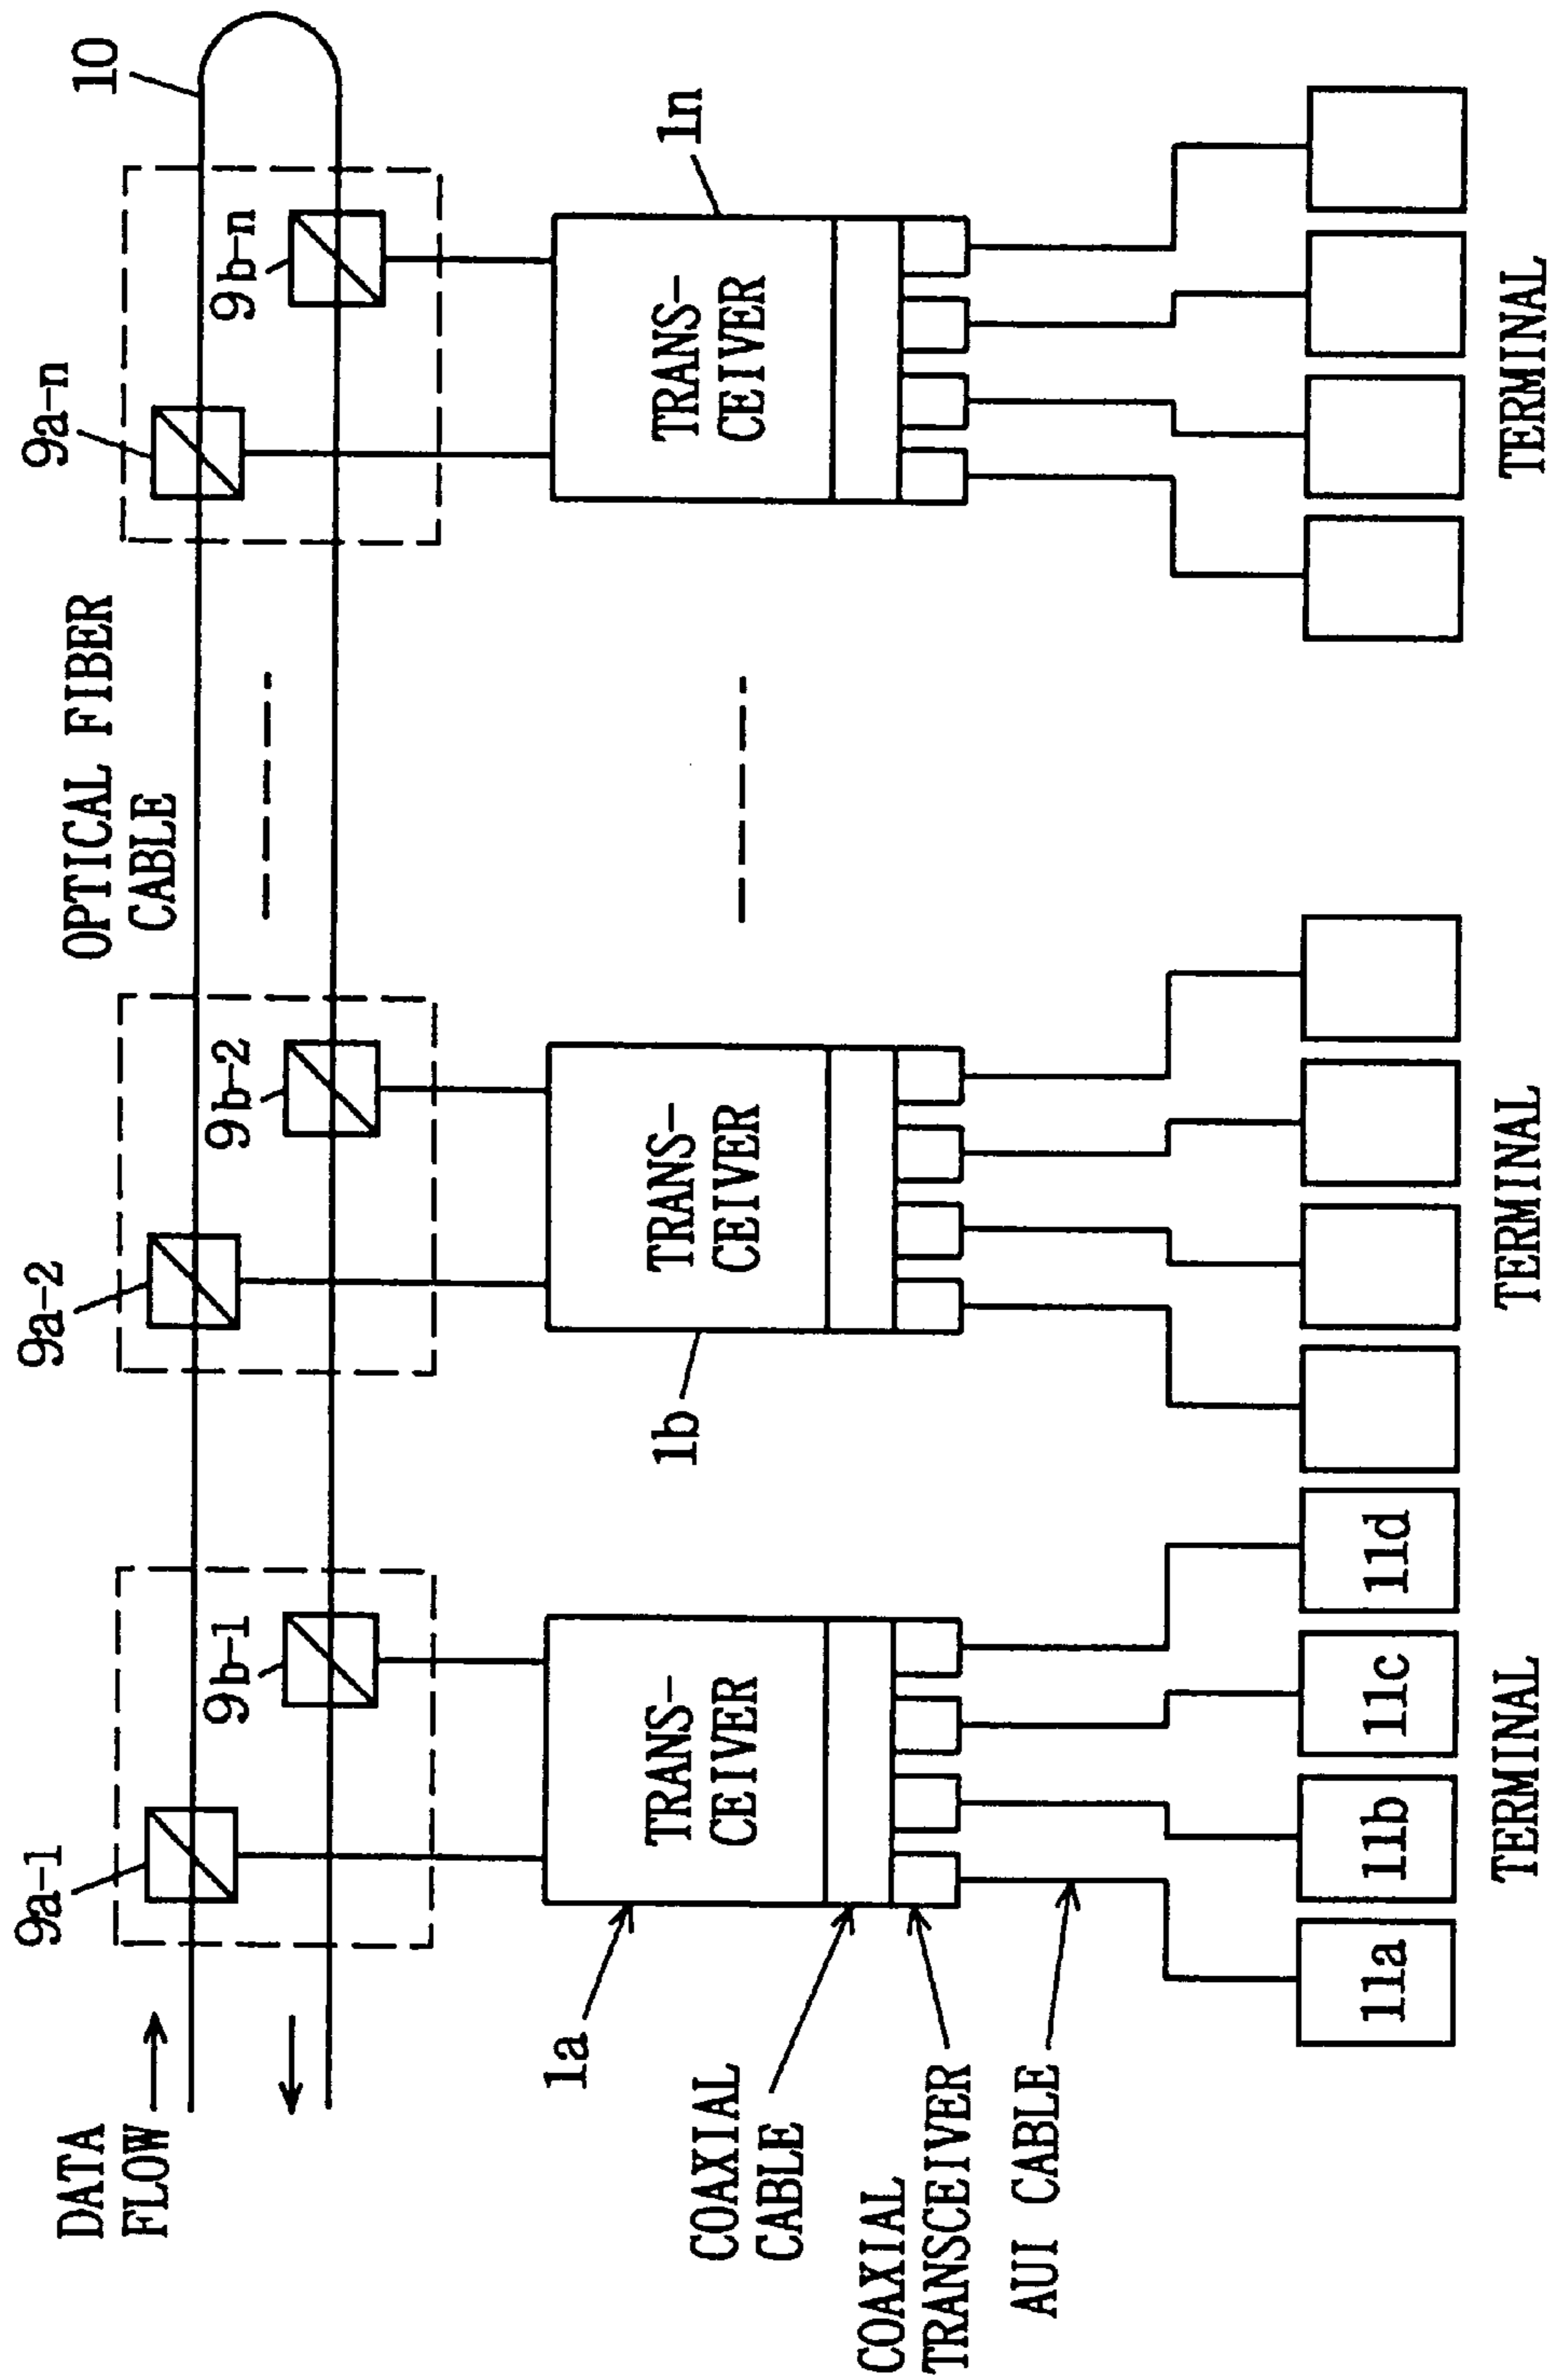 10
OPTICAL FIBER
CABLE
9a-1
9b-1
9a-2
9b-2
9a-n
9b-n
DATA
FLOW
1a
TRANS-
CEIVER
1b
TRANS-
CEIVER
1n
TRANS-
CEIVER
COAXIAL
CABLE
COAXIAL
TRANSCEIVER
AUI CABLE
11a
11b
11c
11d
TERMINAL
TERMINAL
TERMINAL